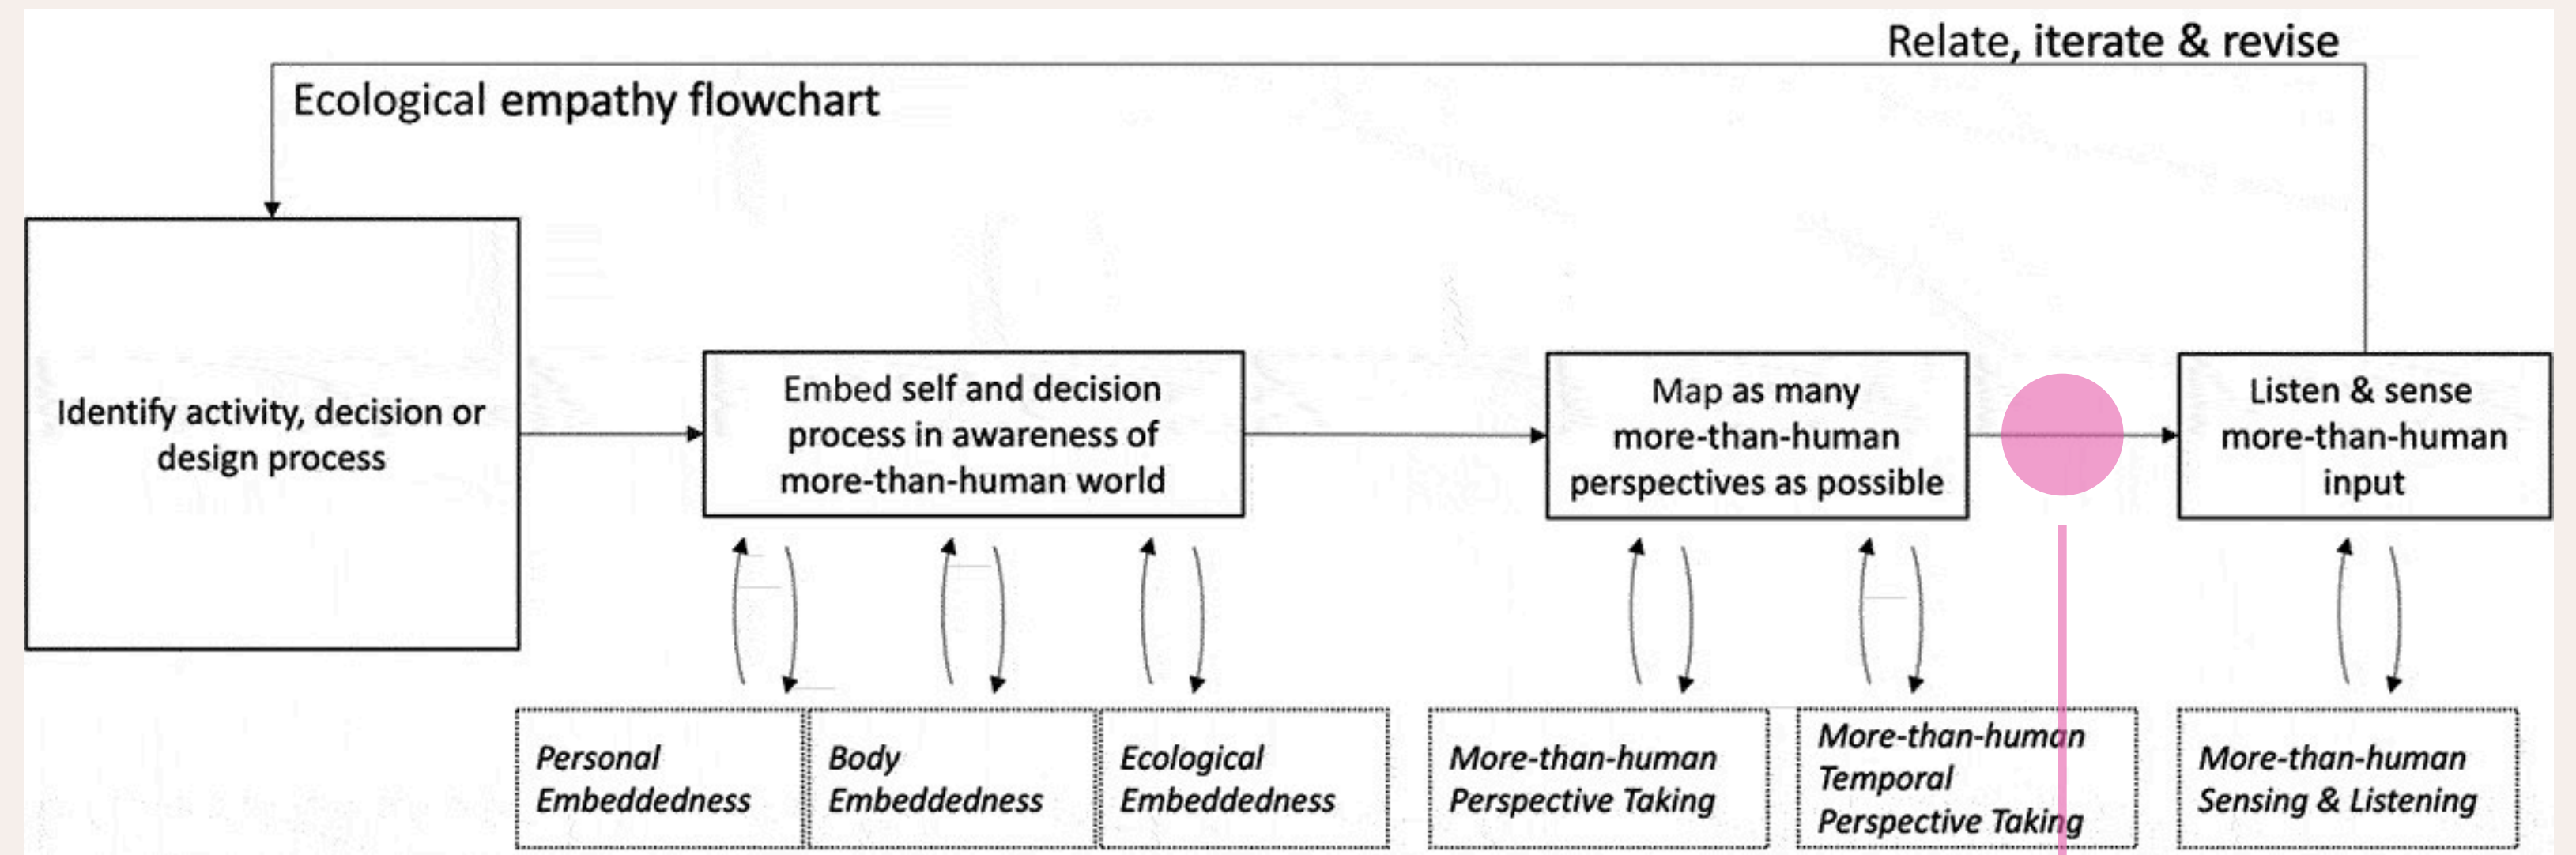 Relate, iterate & revise
Ecological empathy flowchart
Identify activity, decision or
design process
Embed self and decision
process in awareness of
more-than-human world
Map as many
more-than-human
perspectives as possible
Listen & sense
more-than-human
input
Personal
Embeddedness
Body
Embeddedness
Ecological
Embeddedness
More-than-human
Perspective Taking
More-than-human
Temporal
Perspective Taking
More-than-human
Sensing & Listening